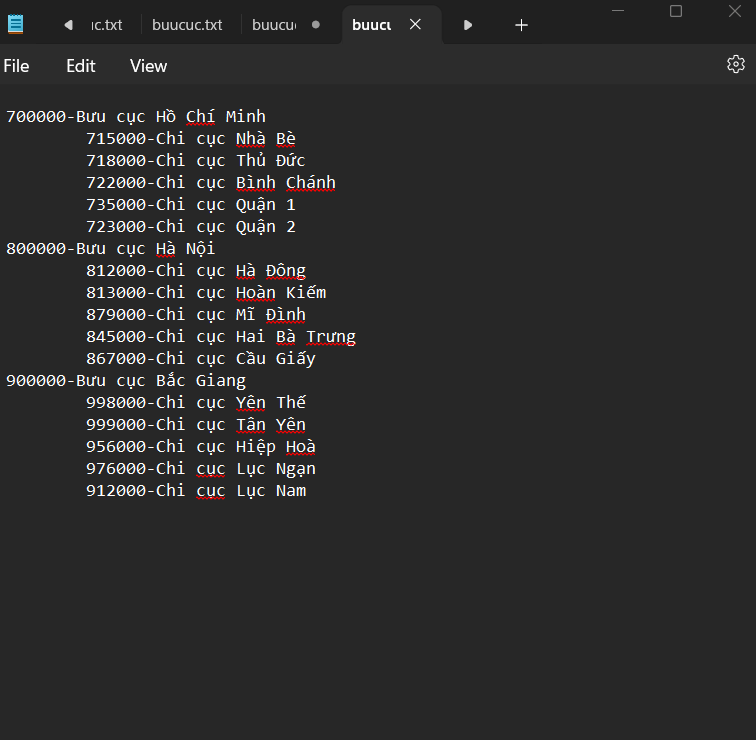 uc.txt buucuc.txt buucu buucu
File Edit View
700000-Bưu cục Hồ Chí Minh
715000-Chi cục Nhà Bè
718000-Chi cục Thủ Đức
722000-Chi cục Bình Chánh
735000-Chi cục Quận 1
723000-Chi cục Quận 2
800000-Bưu cục Hà Nội
812000-Chi cục Hà Đông
813000-Chi cục Hoàn Kiếm
879000-Chi cục Mĩ Đình
845000-Chi cục Hai Bà Trưng
867000-Chi cục Cầu Giấy
900000-Bưu cục Bắc Giang
998000-Chi cục Yên Thế
999000-Chi cục Tân Yên
956000-Chi cục Hiệp Hoà
976000-Chi cục Lục Ngạn
912000-Chi cục Lục Nam